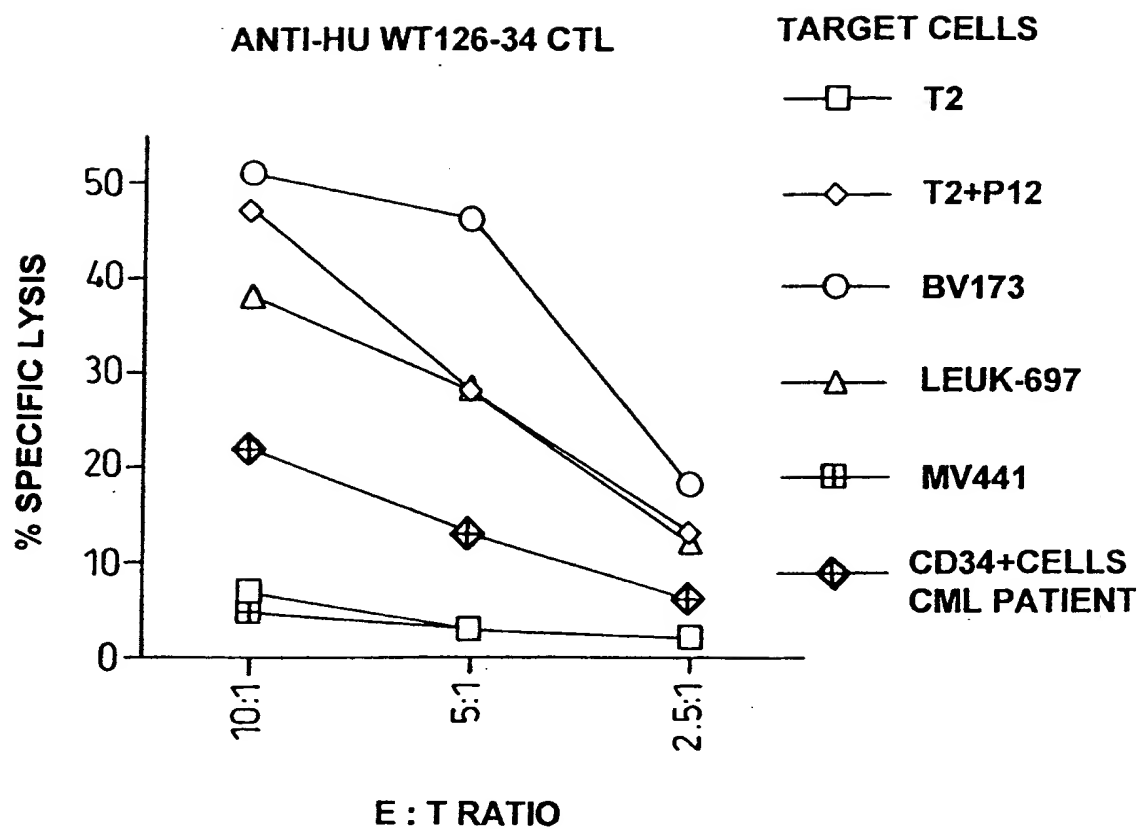 ANTI-HU WT126-34 CTL
TARGET CELLS
T2
T2+P12
BV173
LEUK-697
MV441
CD34+CELLS
CML PATIENT
% SPECIFIC LYSIS
50
40
30
20
10
0
10:1
5:1
2.5:1
E : T RATIO